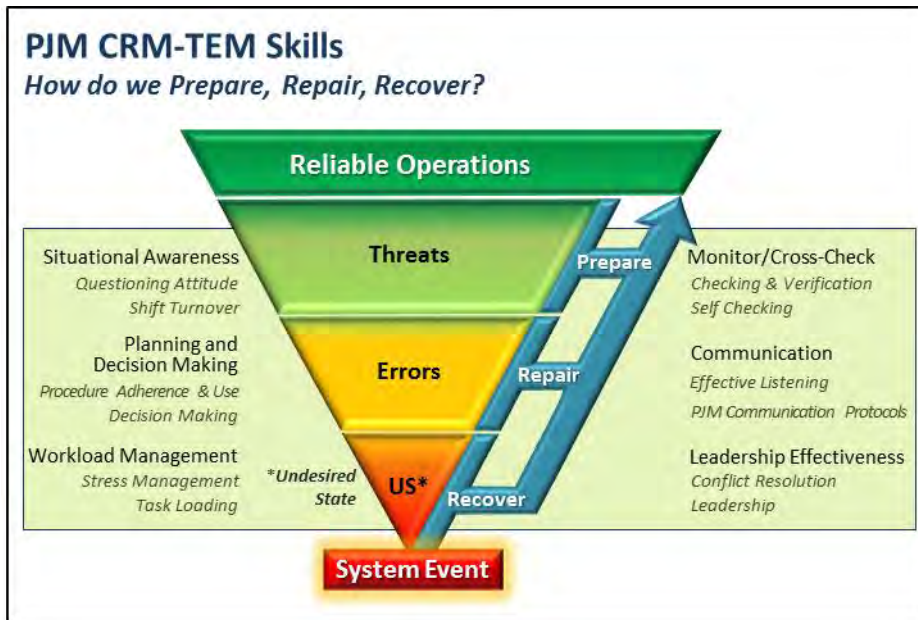 PJM CRM-TEM Skills
How do we Prepare, Repair, Recover?
Reliable Operations
Situational Awareness
Questioning Attitude
Shift Turnover
Planning and
Decision Making
Procedure Adherence & Use
Decision Making
Workload Management
Stress Management
Task Loading
Threats
Errors
*Undesired
State
US*
Prepare
Repair
Recover
Monitor/Cross-Check
Checking & Verification
Self Checking
Communication
Effective Listening
PJM Communication Protocols
Leadership Effectiveness
Conflict Resolution
Leadership
System Event